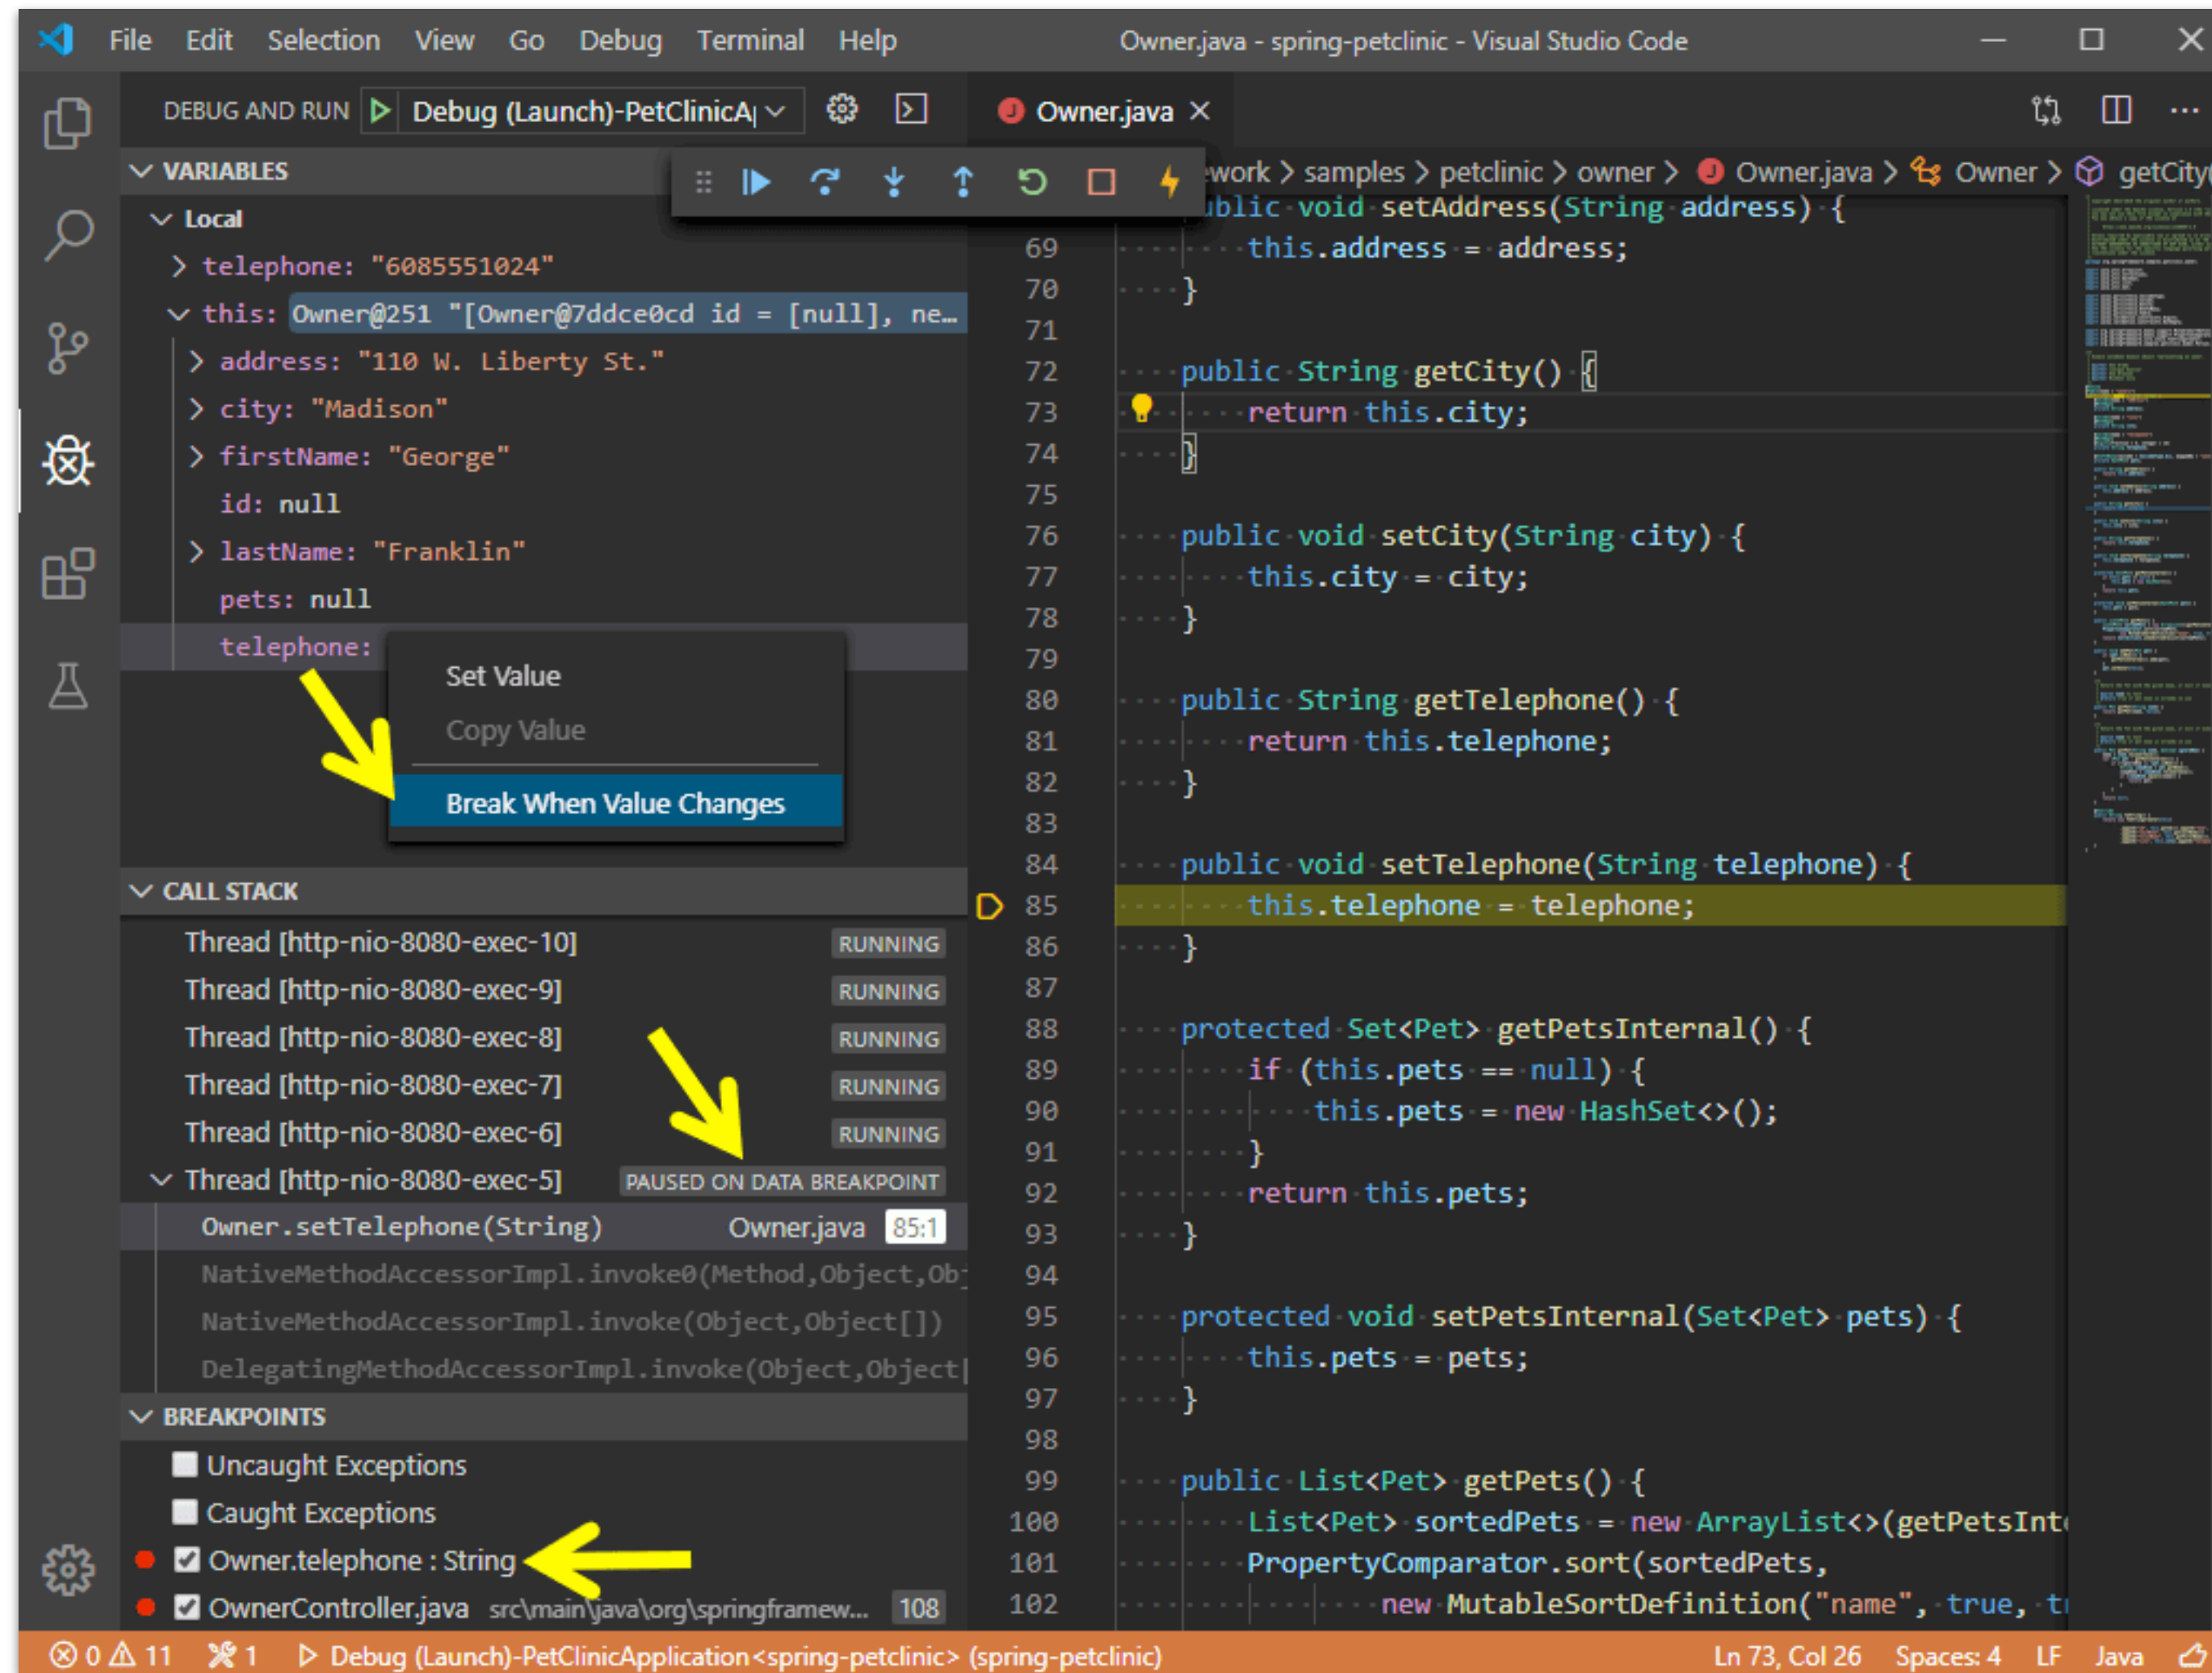 File Edit Selection View Go Debug Terminal Help
Owner.java - spring-petclinic - Visual Studio Code
DEBUG AND RUN Debug (Launch)-PetClinicA
VARIABLES
Local
telephone: "6085551024"
this: Owner@251 "[Owner@7ddce0cd id = [null], ne…
address: "110 W. Liberty St."
city: "Madison"
firstName: "George"
id: null
lastName: "Franklin"
pets: null
telephone:
Set Value
Copy Value
Break When Value Changes
CALL STACK
Thread [http-nio-8080-exec-10] RUNNING
Thread [http-nio-8080-exec-9] RUNNING
Thread [http-nio-8080-exec-8] RUNNING
Thread [http-nio-8080-exec-7] RUNNING
Thread [http-nio-8080-exec-6] RUNNING
Thread [http-nio-8080-exec-5] PAUSED ON DATA BREAKPOINT
Owner.setTelephone(String) Owner.java 85:1
NativeMethodAccessorImpl.invoke0(Method,Object,Obj
NativeMethodAccessorImpl.invoke(Object,Object[])
DelegatingMethodAccessorImpl.invoke(Object,Object[
BREAKPOINTS
Uncaught Exceptions
Caught Exceptions
Owner.telephone : String
OwnerController.java src\main\java\org\springframew... 108
Owner.java
ework > samples > petclinic > owner > Owner.java > Owner > getCity(
public void setAddress(String address) {
69 this.address = address;
70 }
71
72 public String getCity() {
73 return this.city;
74 }
75
76 public void setCity(String city) {
77 this.city = city;
78 }
79
80 public String getTelephone() {
81 return this.telephone;
82 }
83
84 public void setTelephone(String telephone) {
85 this.telephone = telephone;
86 }
87
88 protected Set<Pet> getPetsInternal() {
89 if (this.pets == null) {
90 this.pets = new HashSet<>();
91 }
92 return this.pets;
93 }
94
95 protected void setPetsInternal(Set<Pet> pets) {
96 this.pets = pets;
97 }
98
99 public List<Pet> getPets() {
100 List<Pet> sortedPets = new ArrayList<>(getPetsInte
101 PropertyComparator.sort(sortedPets,
102 new MutableSortDefinition("name", true, t
0 11 1 Debug (Launch)-PetClinicApplication<spring-petclinic> (spring-petclinic) Ln 73, Col 26 Spaces: 4 LF Java